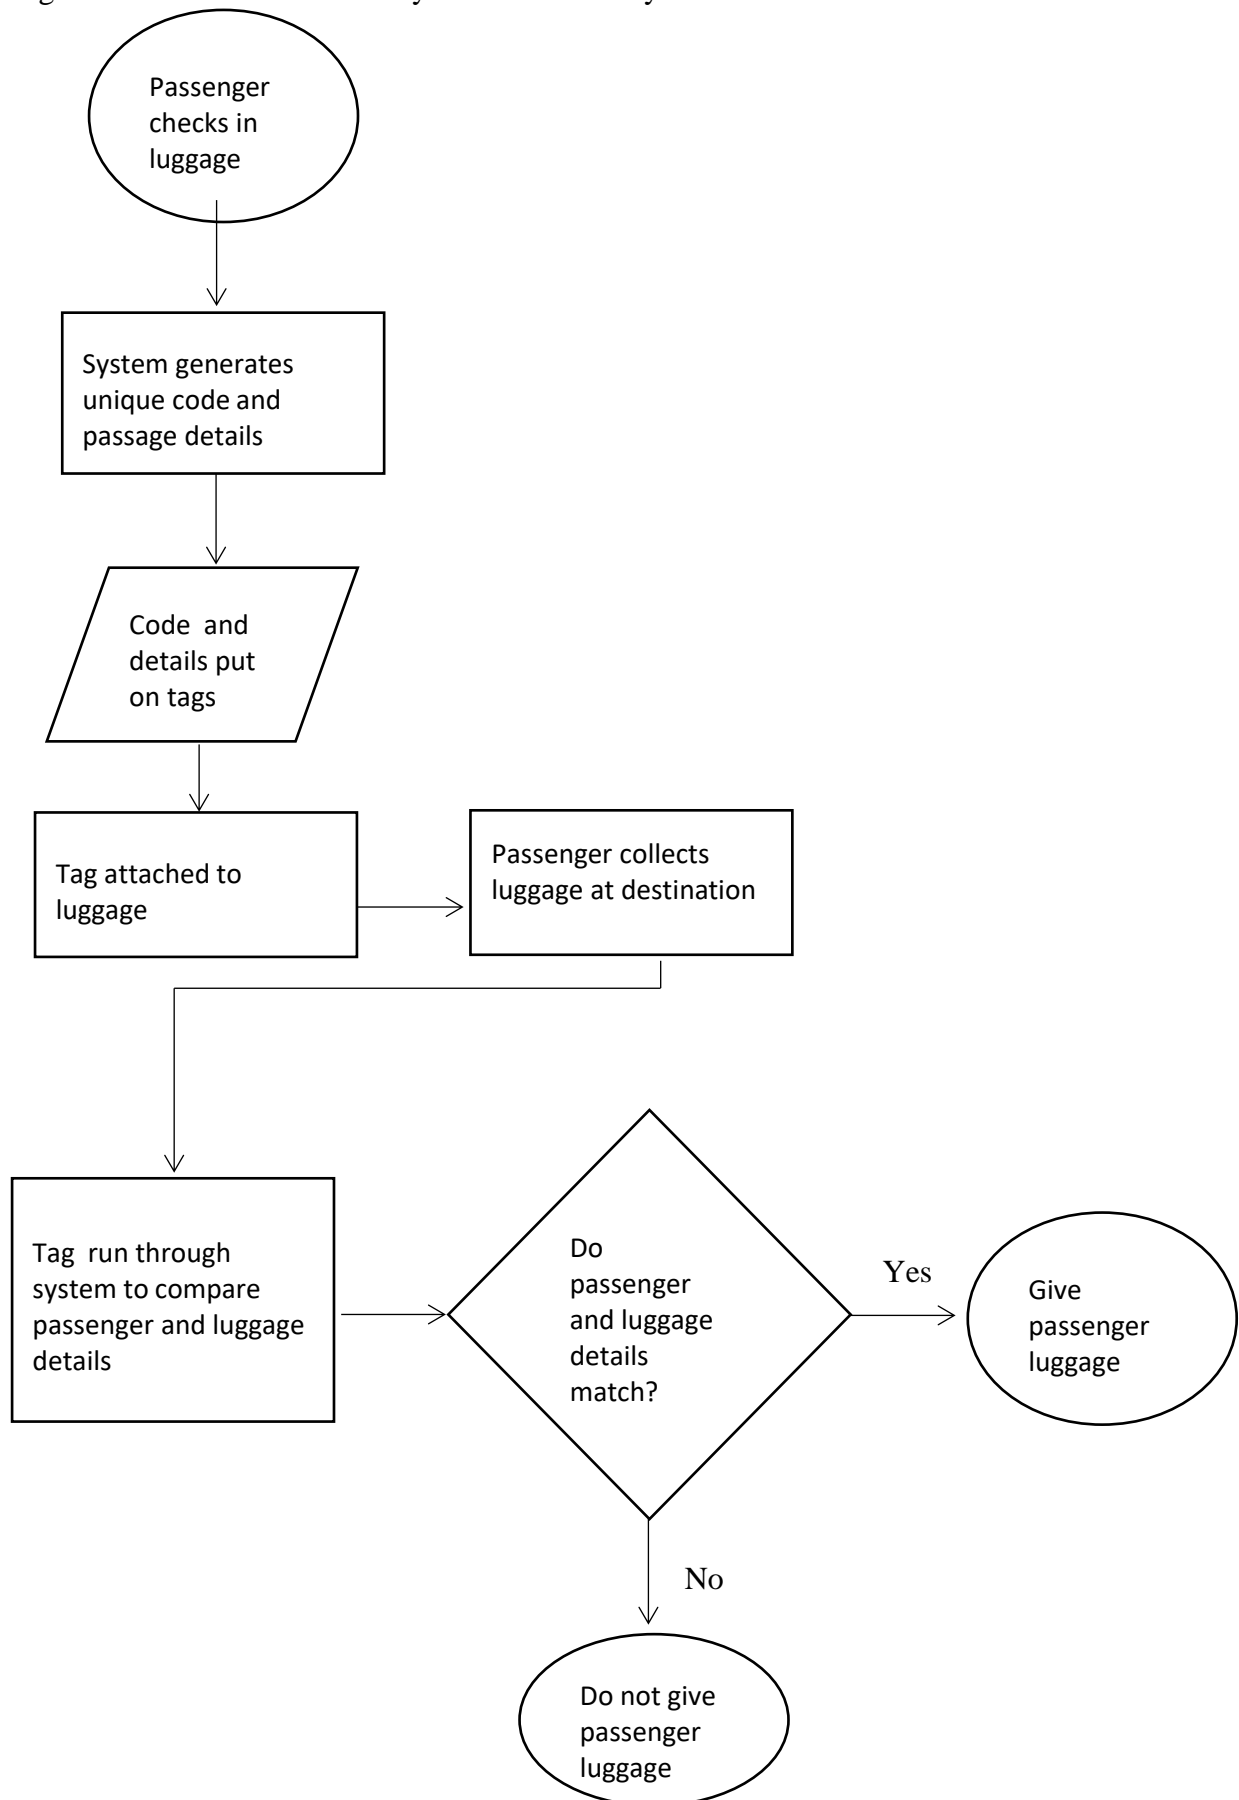 Passenger
checks in
luggage
System generates
unique code and
passage details
Code  and
details put
on tags
Tag attached to
luggage
Passenger collects
luggage at destination
Tag  run through
system to compare
passenger and luggage
details
Do
passenger
and luggage
details
match?
Yes
Give
passenger
luggage
No
Do not give
passenger
luggage